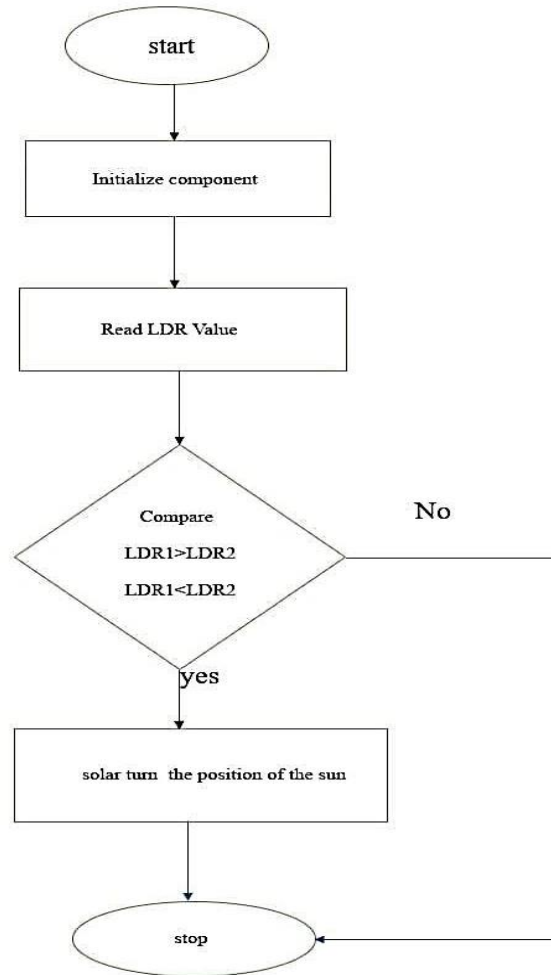 start
Initialize component
Read LDR Value
Compare
LDR1>LDR2
LDR1<LDR2
No
yes
solar turn the position of the sun
stop